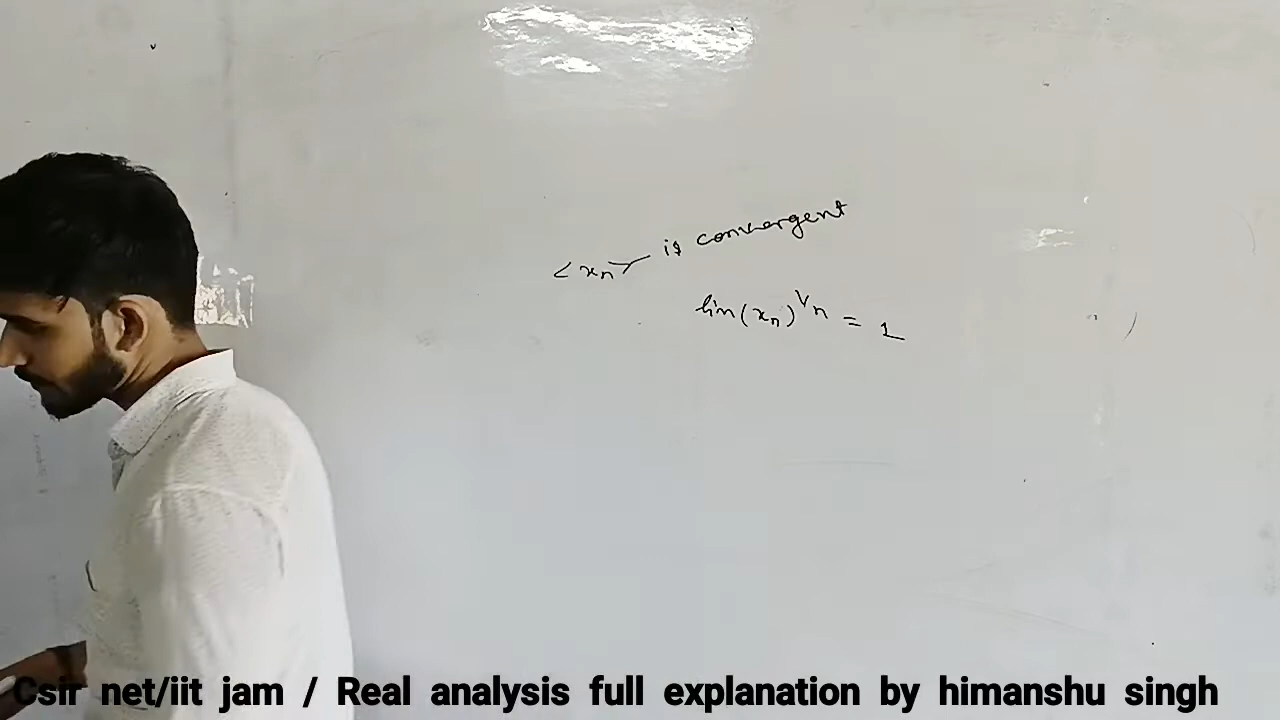 <xn> is convergent
lim(xn)^1/n = 1
Csir net/iit jam / Real analysis full explanation by himanshu singh